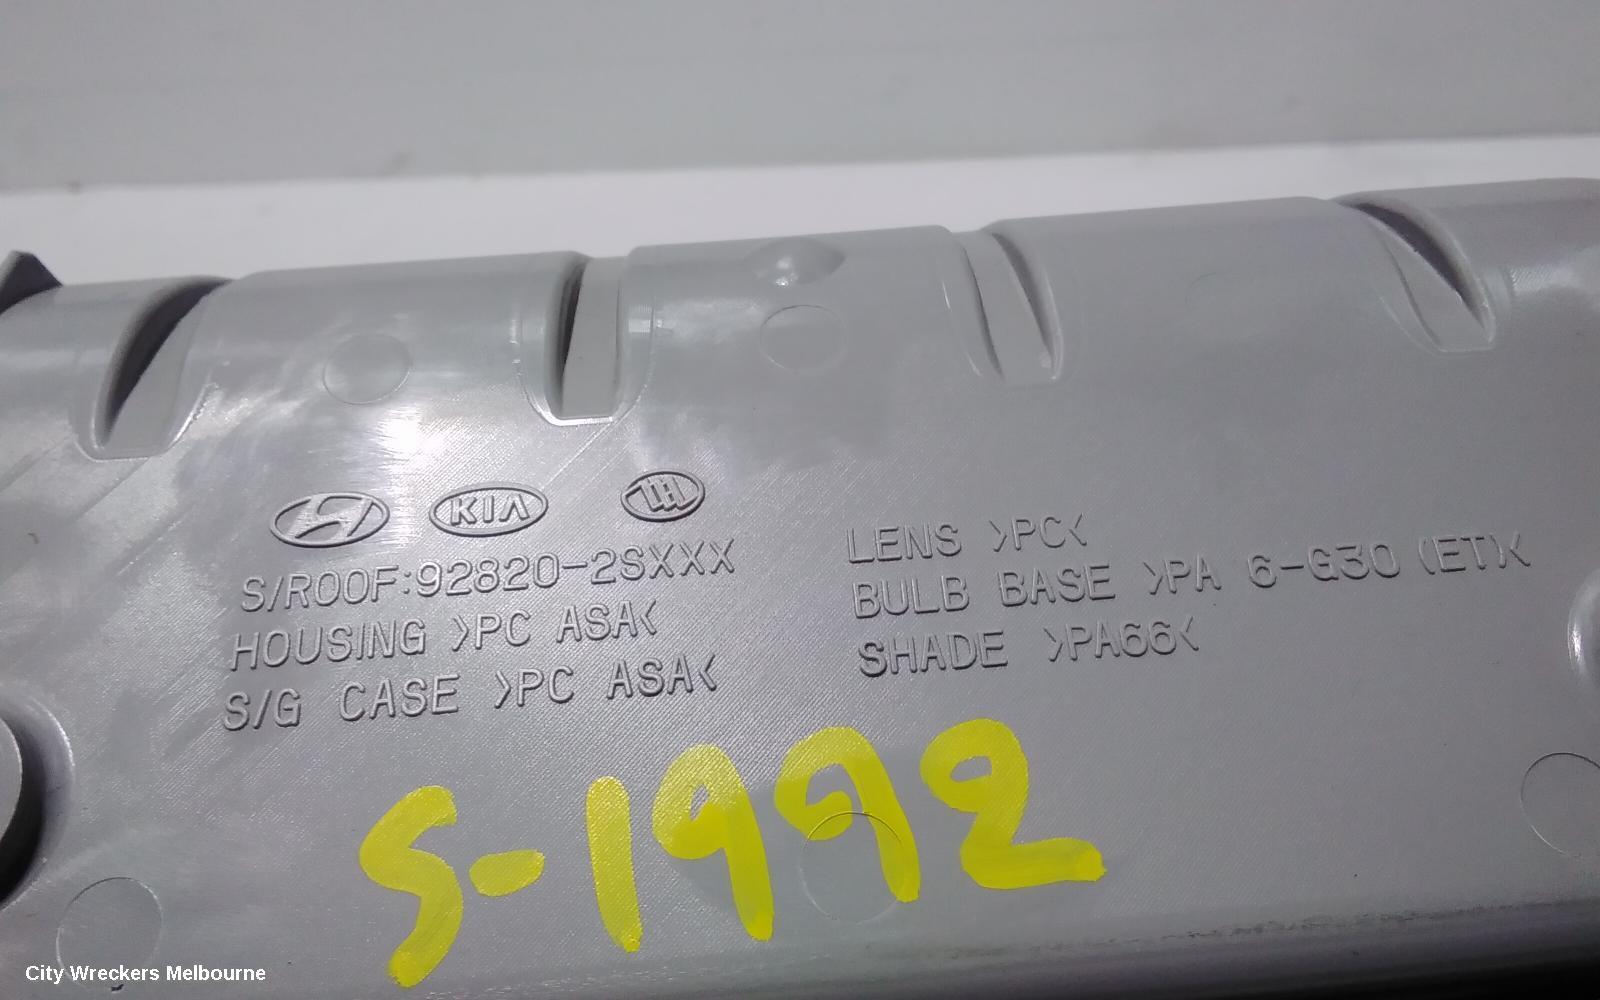 KIA
S/ROOF:92820-2SXXX
HOUSING >PC ASA<
S/G CASE >PC ASA<
LENS >PC<
BULB BASE >PA 6-G30 (ET)<
SHADE >PA66<
S-1992
City Wreckers Melbourne